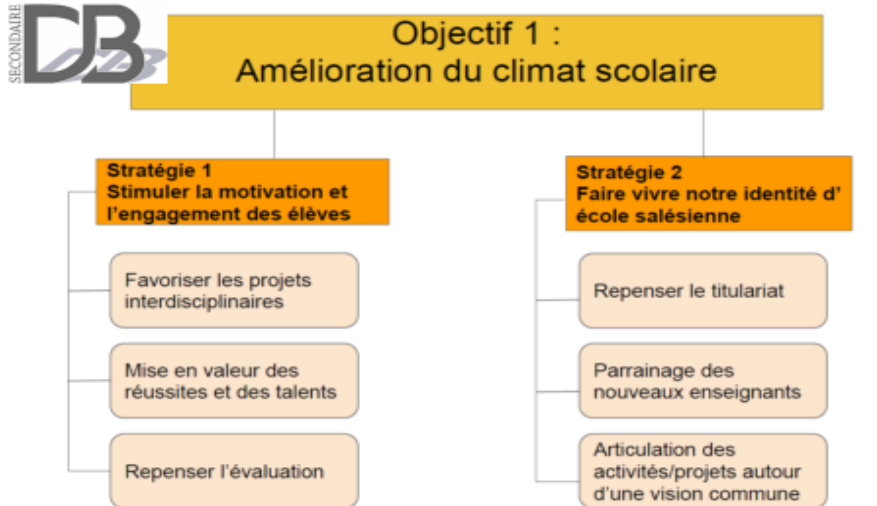 SECONDAIRE
DB
Objectif 1 :
Amélioration du climat scolaire
Stratégie 1
Stimuler la motivation et
l'engagement des élèves
Favoriser les projets
interdisciplinaires
Mise en valeur des
réussites et des talents
Repenser l'évaluation
Stratégie 2
Faire vivre notre identité d'
école salésienne
Repenser le titulariat
Parrainage des
nouveaux enseignants
Articulation des
activités/projets autour
d'une vision commune